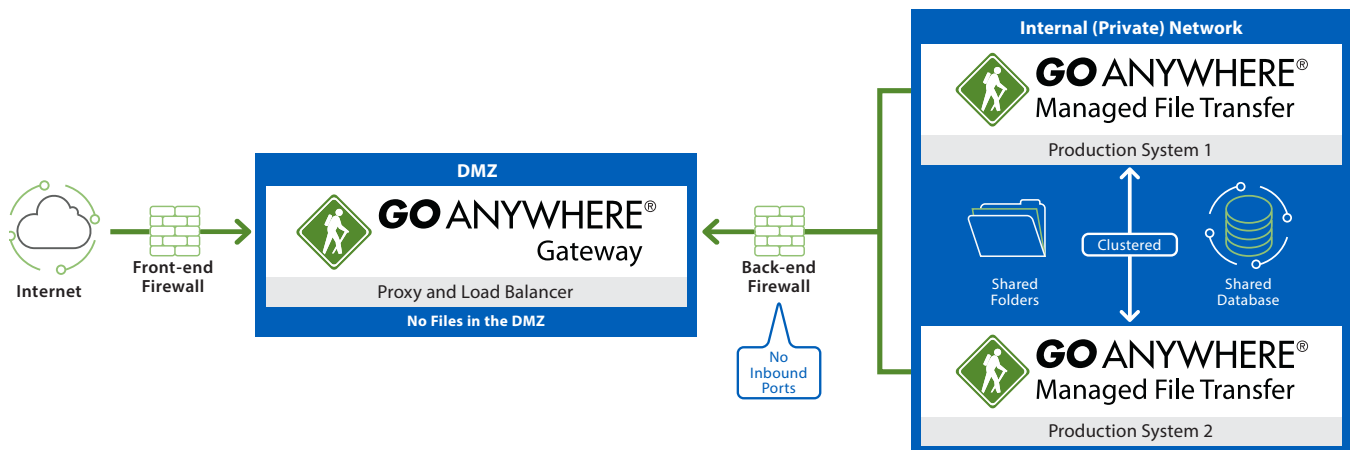 Internet
Front-end
Firewall
DMZ
GO ANYWHERE®
Gateway
Proxy and Load Balancer
No Files in the DMZ
Back-end
Firewall
No
Inbound
Ports
Internal (Private) Network
GO ANYWHERE®
Managed File Transfer
Production System 1
Shared
Folders
Clustered
Shared
Database
GO ANYWHERE®
Managed File Transfer
Production System 2